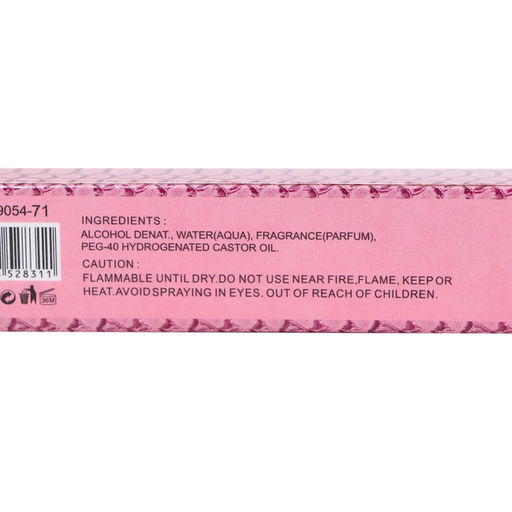 9054-71
528311
36M
INGREDIENTS :
ALCOHOL DENAT., WATER(AQUA), FRAGRANCE(PARFUM),
PEG-40 HYDROGENATED CASTOR OIL.
CAUTION :
FLAMMABLE UNTIL DRY.DO NOT USE NEAR FIRE,FLAME, KEEP OR
HEAT.AVOID SPRAYING IN EYES. OUT OF REACH OF CHILDREN.